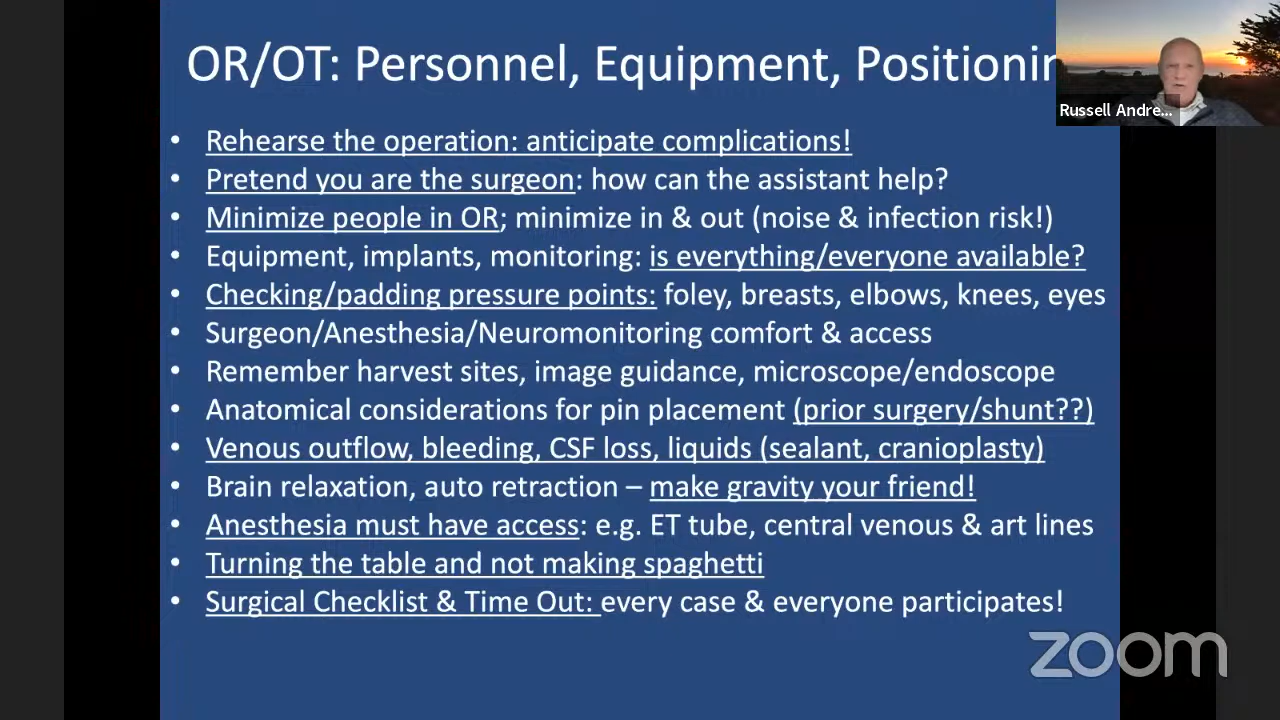 OR/OT: Personnel, Equipment, Positionin
Russell Andre...
• Rehearse the operation: anticipate complications!
• Pretend you are the surgeon: how can the assistant help?
• Minimize people in OR; minimize in & out (noise & infection risk!)
• Equipment, implants, monitoring: is everything/everyone available?
• Checking/padding pressure points: foley, breasts, elbows, knees, eyes
• Surgeon/Anesthesia/Neuromonitoring comfort & access
• Remember harvest sites, image guidance, microscope/endoscope
• Anatomical considerations for pin placement (prior surgery/shunt??)
• Venous outflow, bleeding, CSF loss, liquids (sealant, cranioplasty)
• Brain relaxation, auto retraction – make gravity your friend!
• Anesthesia must have access: e.g. ET tube, central venous & art lines
• Turning the table and not making spaghetti
• Surgical Checklist & Time Out: every case & everyone participates!
zoom